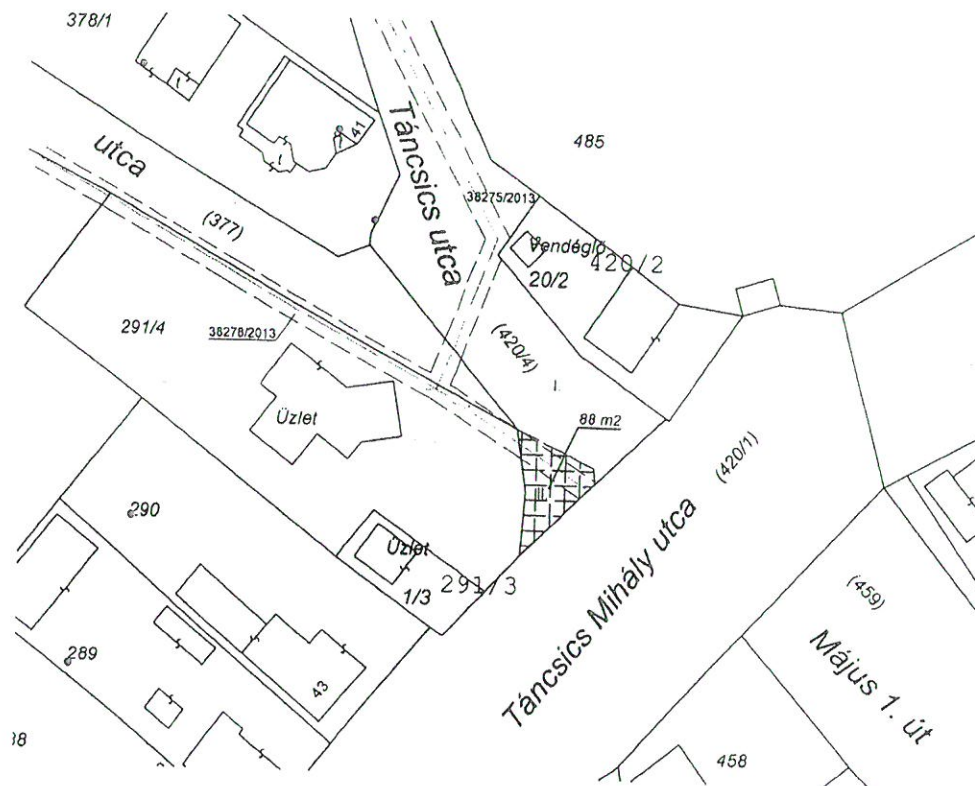 378/1
41
485
utca
Táncsics utca
38275/2013
(377)
Vendéglő
420/2
20/2
291/4
38278/2013
(420/4)
Üzlet
88 m2
(420/1)
290
Üzlet
291/3
1/3
Táncsics Mihály utca
(459)
Május 1. út
289
43
458